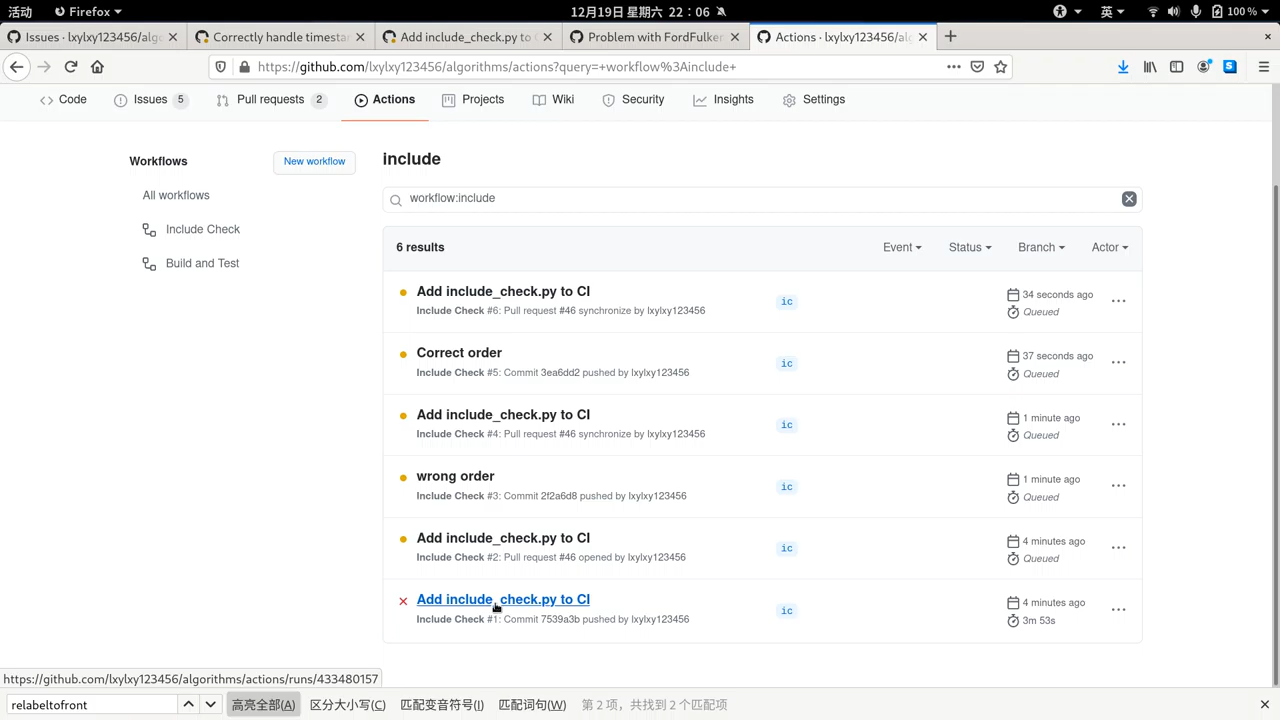 活动 Firefox 12月19日 星期六 22：06 英 100 %
Issues · lxylxy123456/algo Correctly handle timesta Add include_check.py to C Problem with FordFulker Actions · lxylxy123456/alg
https://github.com/lxylxy123456/algorithms/actions?query=+workflow%3Ainclude+
Code Issues 5 Pull requests 2 Actions Projects Wiki Security Insights Settings
Workflows New workflow
All workflows
Include Check
Build and Test
include
workflow:include
6 results Event Status Branch Actor
Add include_check.py to CI
Include Check #6: Pull request #46 synchronize by lxylxy123456
ic
34 seconds ago
Queued
Correct order
Include Check #5: Commit 3ea6dd2 pushed by lxylxy123456
ic
37 seconds ago
Queued
Add include_check.py to CI
Include Check #4: Pull request #46 synchronize by lxylxy123456
ic
1 minute ago
Queued
wrong order
Include Check #3: Commit 2f2a6d8 pushed by lxylxy123456
ic
1 minute ago
Queued
Add include_check.py to CI
Include Check #2: Pull request #46 opened by lxylxy123456
ic
4 minutes ago
Queued
Add include_check.py to CI
Include Check #1: Commit 7539a3b pushed by lxylxy123456
ic
4 minutes ago
3m 53s
https://github.com/lxylxy123456/algorithms/actions/runs/433480157
relabeltofront 高亮全部(A) 区分大小写(C) 匹配变音符号(I) 匹配词句(W) 第 2 项，共找到 2 个匹配项